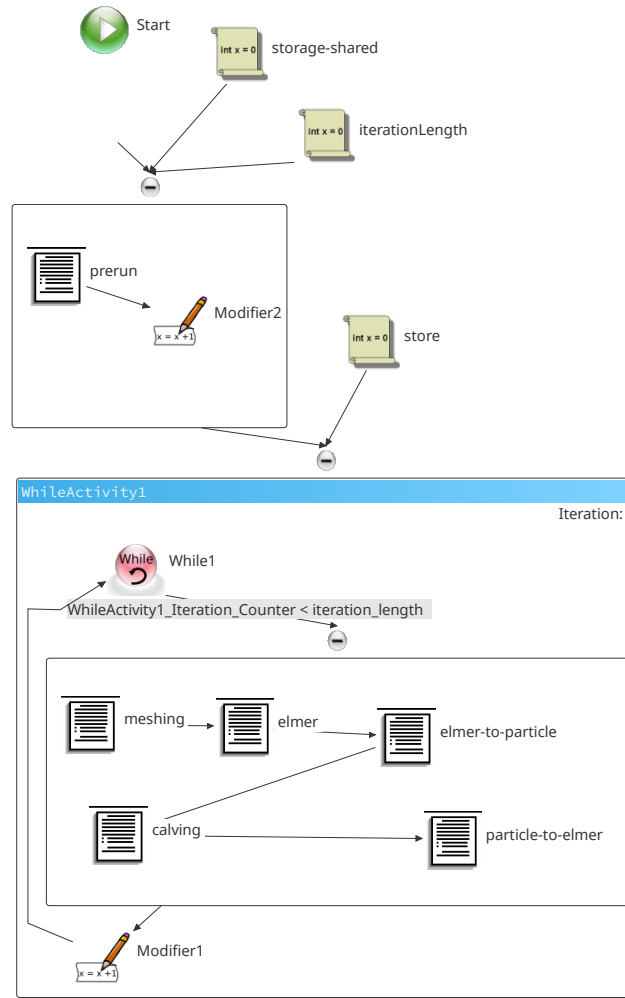 Start
int x = 0
storage-shared
int x = 0
iterationLength
prerun
Modifier2
x = x +1
int x = 0
store
WhileActivity1
Iteration:
While
While1
WhileActivity1_Iteration_Counter < iteration_length
meshing
elmer
elmer-to-particle
calving
particle-to-elmer
Modifier1
x = x +1